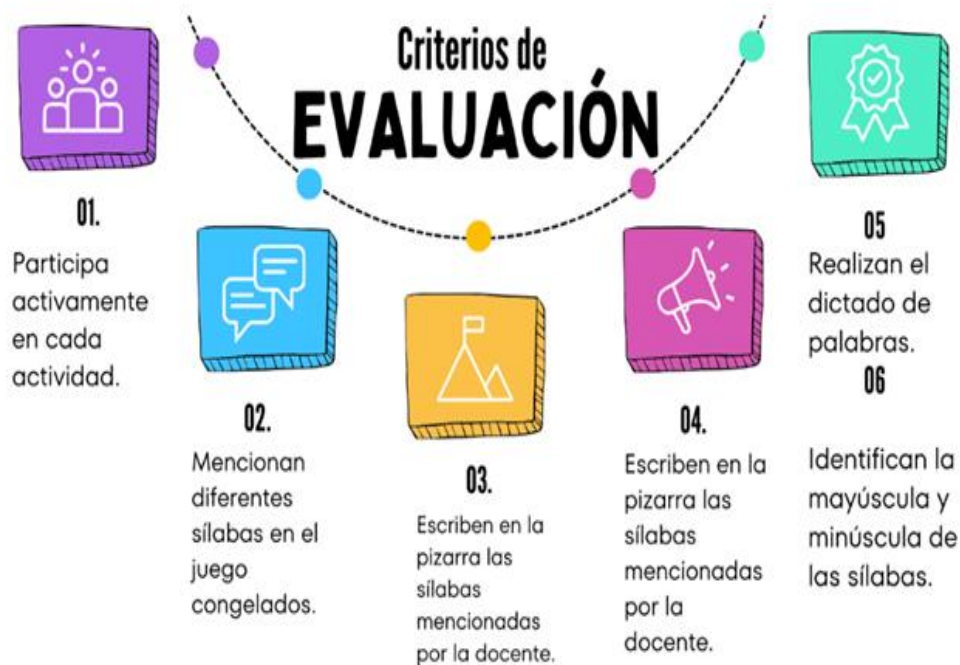 Criterios de
EVALUACIÓN
01.
Participa
activamente
en cada
actividad.
02.
Mencionan
diferentes
sílabas en el
juego
congelados.
03.
Escriben en la
pizarra las
sílabas
mencionadas
por la docente.
04.
Escriben en la
pizarra las
sílabas
mencionadas
por la
docente.
05
Realizan el
dictado de
palabras.
06
Identifican la
mayúscula y
minúscula de
las sílabas.